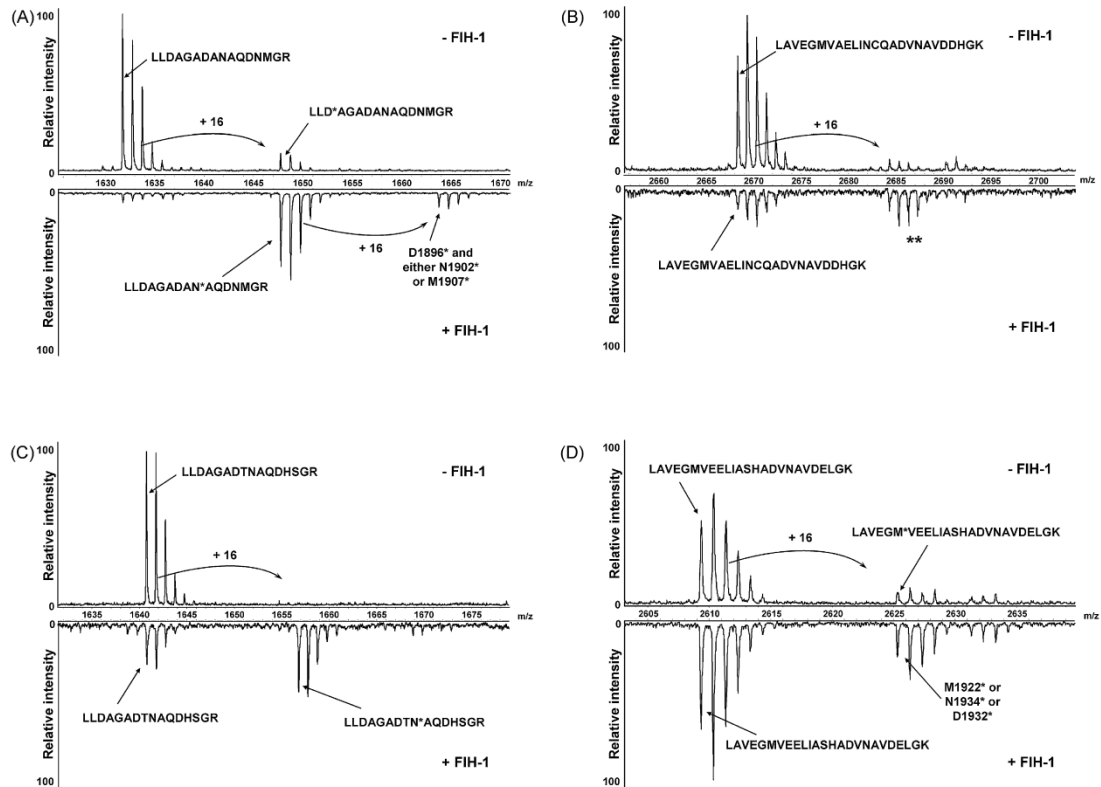 (A)
100
Relative intensity
- FIH-1
LLDAGADANAQDNMGR
LLD*AGADANAQDNMGR
+ 16
0
1630 1635 1640 1645 1650 1655 1660 1665 1670 m/z
0
Relative intensity
+ 16
D1896* and
either N1902*
or M1907*
LLDAGADAN*AQDNMGR
+ FIH-1
100
(B)
100
Relative intensity
- FIH-1
LAVEGMVAELINCQADVNAVDDHGK
+ 16
0
2660 2665 2670 2675 2680 2685 2690 2695 2700 m/z
0
Relative intensity
**
LAVEGMVAELINCQADVNAVDDHGK
+ FIH-1
100
(C)
100
Relative intensity
- FIH-1
LLDAGADTNAQDHSGR
+ 16
0
1635 1640 1645 1650 1655 1660 1665 1670 1675 m/z
0
Relative intensity
LLDAGADTNAQDHSGR
LLDAGADTN*AQDHSGR
+ FIH-1
100
(D)
100
Relative intensity
- FIH-1
LAVEGMVEELIASHADVNAVDELGK
LAVEGM*VEELIASHADVNAVDELGK
+ 16
0
2605 2610 2615 2620 2625 2630 2635 m/z
0
Relative intensity
M1922* or
N1934* or
D1932*
LAVEGMVEELIASHADVNAVDELGK
+ FIH-1
100